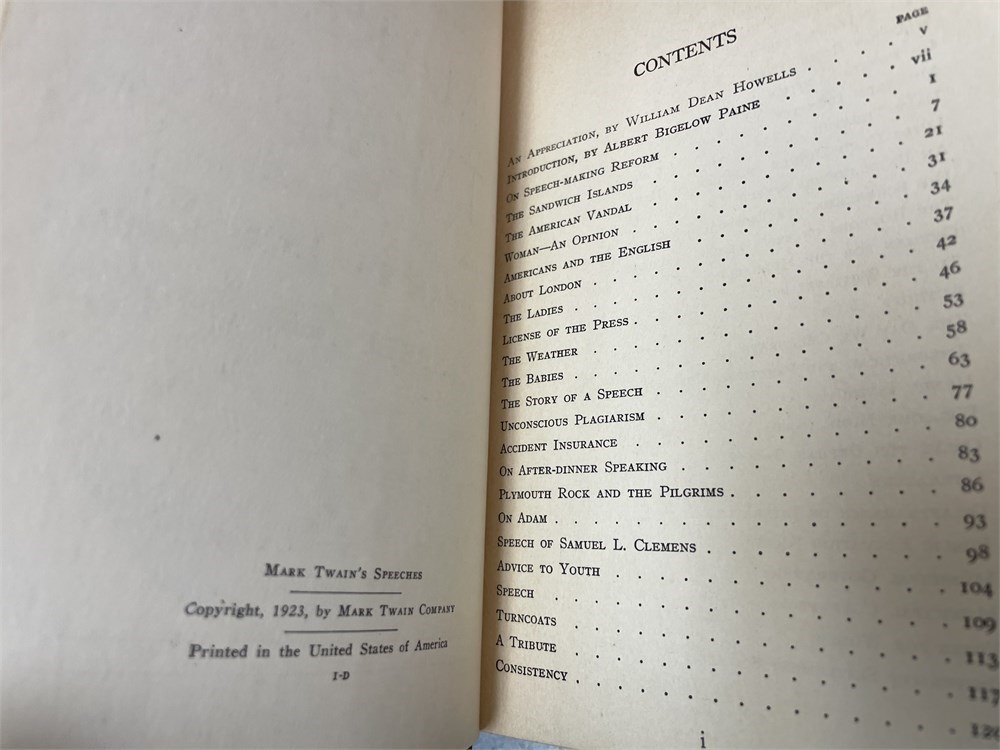 MARK TWAIN'S SPEECHES
Copyright, 1923, by MARK TWAIN COMPANY
Printed in the United States of America
I-D
CONTENTS
PAGE
AN APPRECIATION, BY WILLIAM DEAN HOWELLS . . . v
INTRODUCTION, BY ALBERT BIGELOW PAINE . . . vii
ON SPEECH-MAKING REFORM . . . 1
THE SANDWICH ISLANDS . . . 7
THE AMERICAN VANDAL . . . 21
WOMAN—AN OPINION . . . 31
AMERICANS AND THE ENGLISH . . . 34
ABOUT LONDON . . . 37
THE LADIES . . . 42
LICENSE OF THE PRESS . . . 46
THE WEATHER . . . 53
THE BABIES . . . 58
THE STORY OF A SPEECH . . . 63
UNCONSCIOUS PLAGIARISM . . . 77
ACCIDENT INSURANCE . . . 80
ON AFTER-DINNER SPEAKING . . . 83
PLYMOUTH ROCK AND THE PILGRIMS . . . 86
ON ADAM . . . 93
SPEECH OF SAMUEL L. CLEMENS . . . 98
ADVICE TO YOUTH . . . 104
SPEECH . . . 109
TURNCOATS . . . 113
A TRIBUTE . . . 117
CONSISTENCY . . .
i